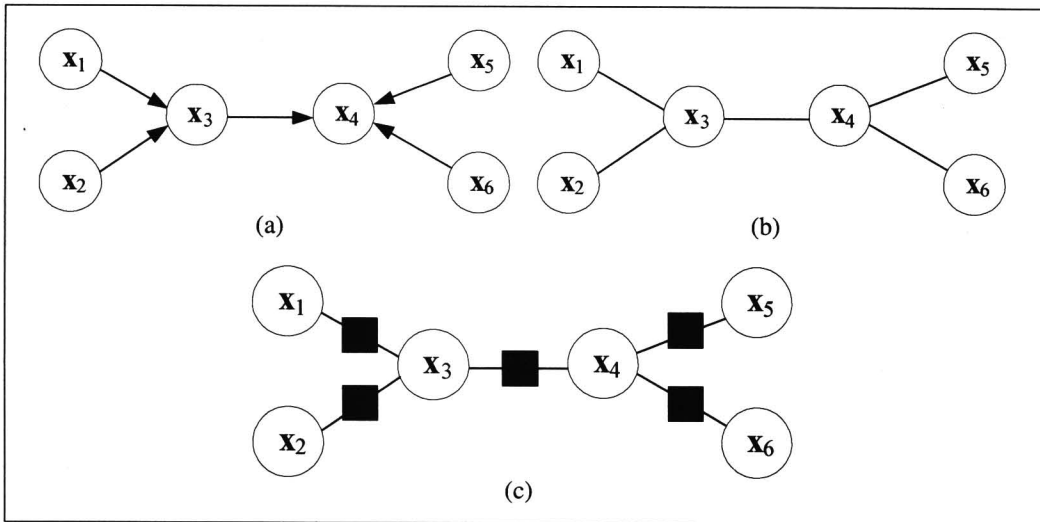 x1 x5 x1 x5
x3 x4 x3 x4
x2 x6 x2 x6
(a) (b)
x1 x5
x3 x4
x2 x6
(c)